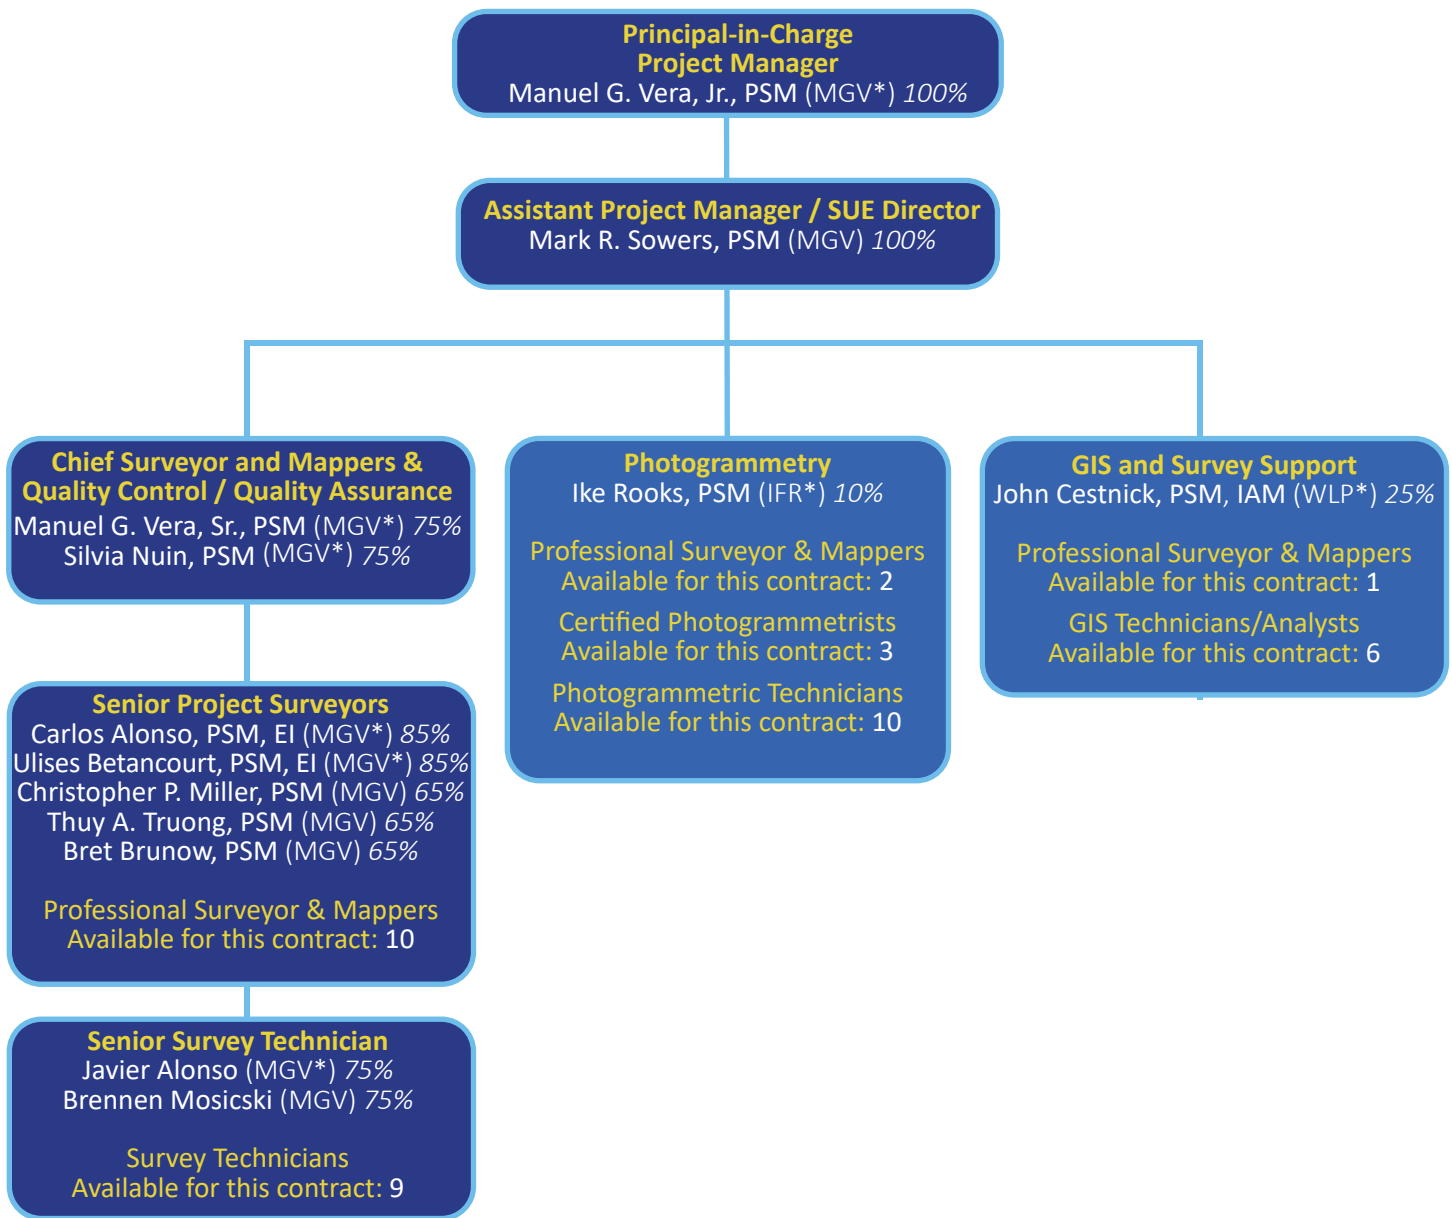 Principal-in-Charge
Project Manager
Manuel G. Vera, Jr., PSM (MGV*) 100%
Assistant Project Manager / SUE Director
Mark R. Sowers, PSM (MGV) 100%
Chief Surveyor and Mappers &
Quality Control / Quality Assurance
Manuel G. Vera, Sr., PSM (MGV*) 75%
Silvia Nuin, PSM (MGV*) 75%
Senior Project Surveyors
Carlos Alonso, PSM, EI (MGV*) 85%
Ulises Betancourt, PSM, EI (MGV*) 85%
Christopher P. Miller, PSM (MGV) 65%
Thuy A. Truong, PSM (MGV) 65%
Bret Brunow, PSM (MGV) 65%
Professional Surveyor & Mappers
Available for this contract: 10
Senior Survey Technician
Javier Alonso (MGV*) 75%
Brennen Mosicski (MGV) 75%
Survey Technicians
Available for this contract: 9
Photogrammetry
Ike Rooks, PSM (IFR*) 10%
Professional Surveyor & Mappers
Available for this contract: 2
Certified Photogrammetrists
Available for this contract: 3
Photogrammetric Technicians
Available for this contract: 10
GIS and Survey Support
John Cestnick, PSM, IAM (WLP*) 25%
Professional Surveyor & Mappers
Available for this contract: 1
GIS Technicians/Analysts
Available for this contract: 6